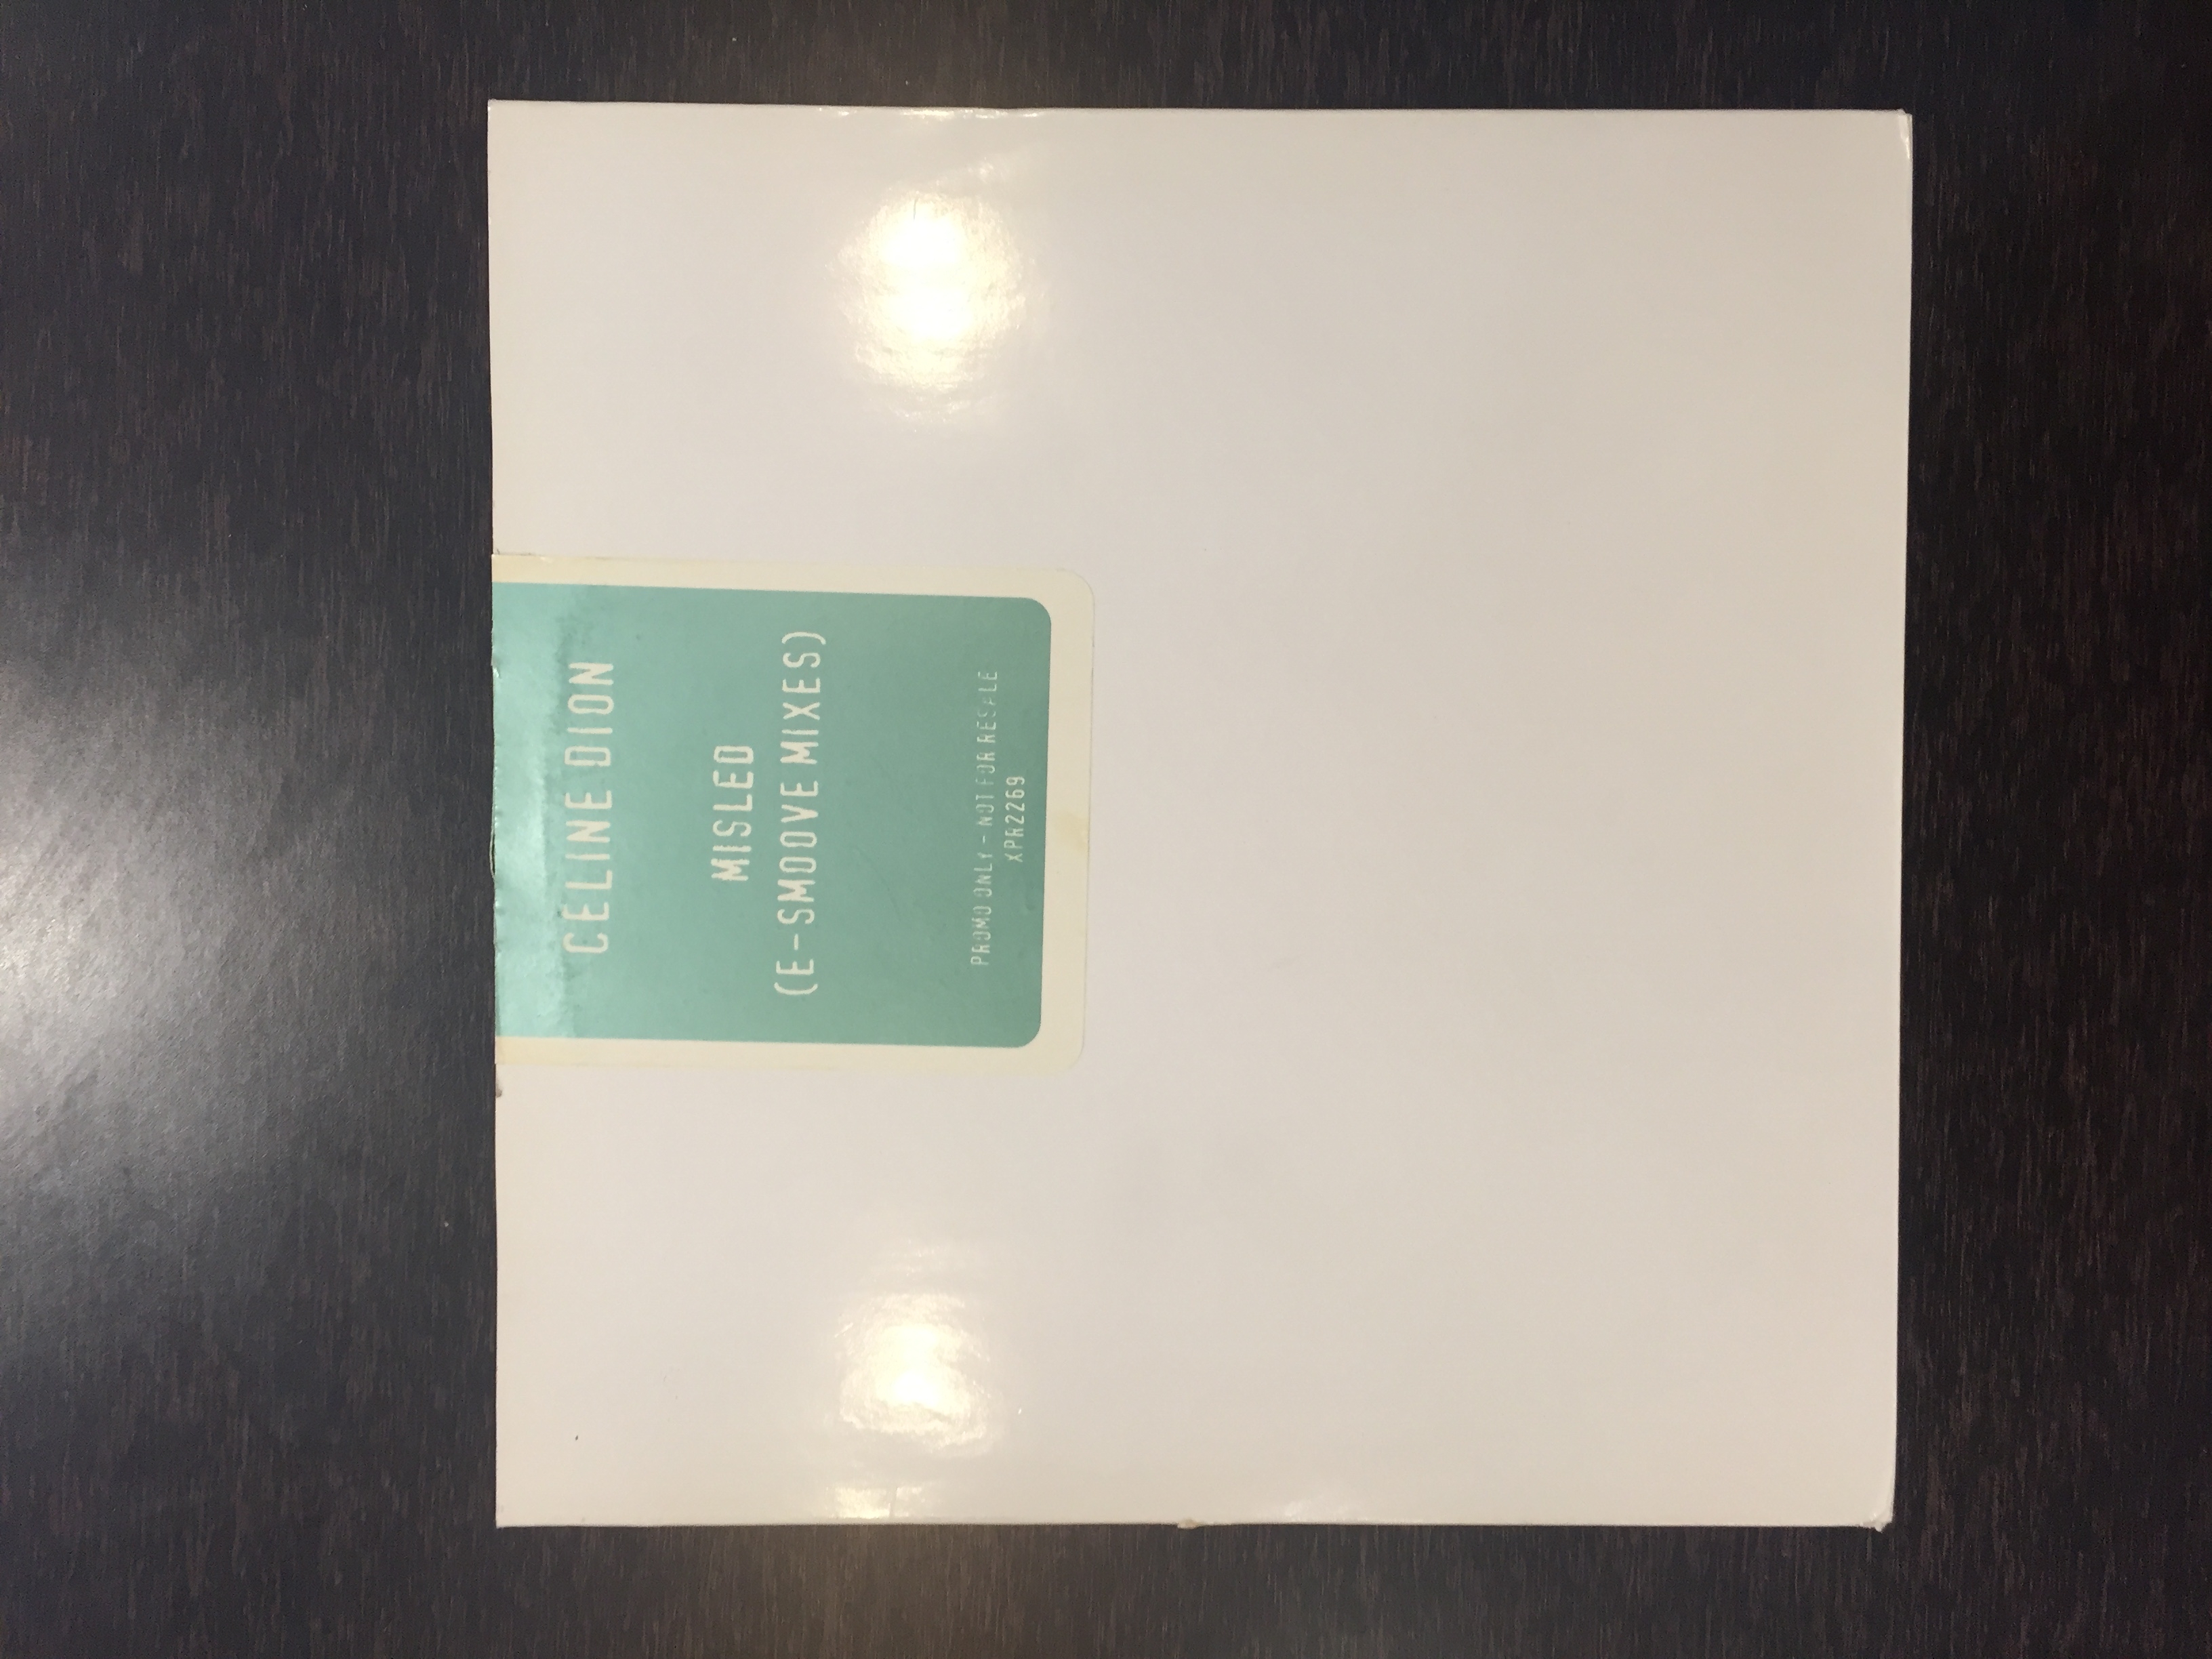 CELINE DION
MISLED
(E-SMOOVE MIXES)
PROMO ONLY - NOT FOR RESALE
XPR2269